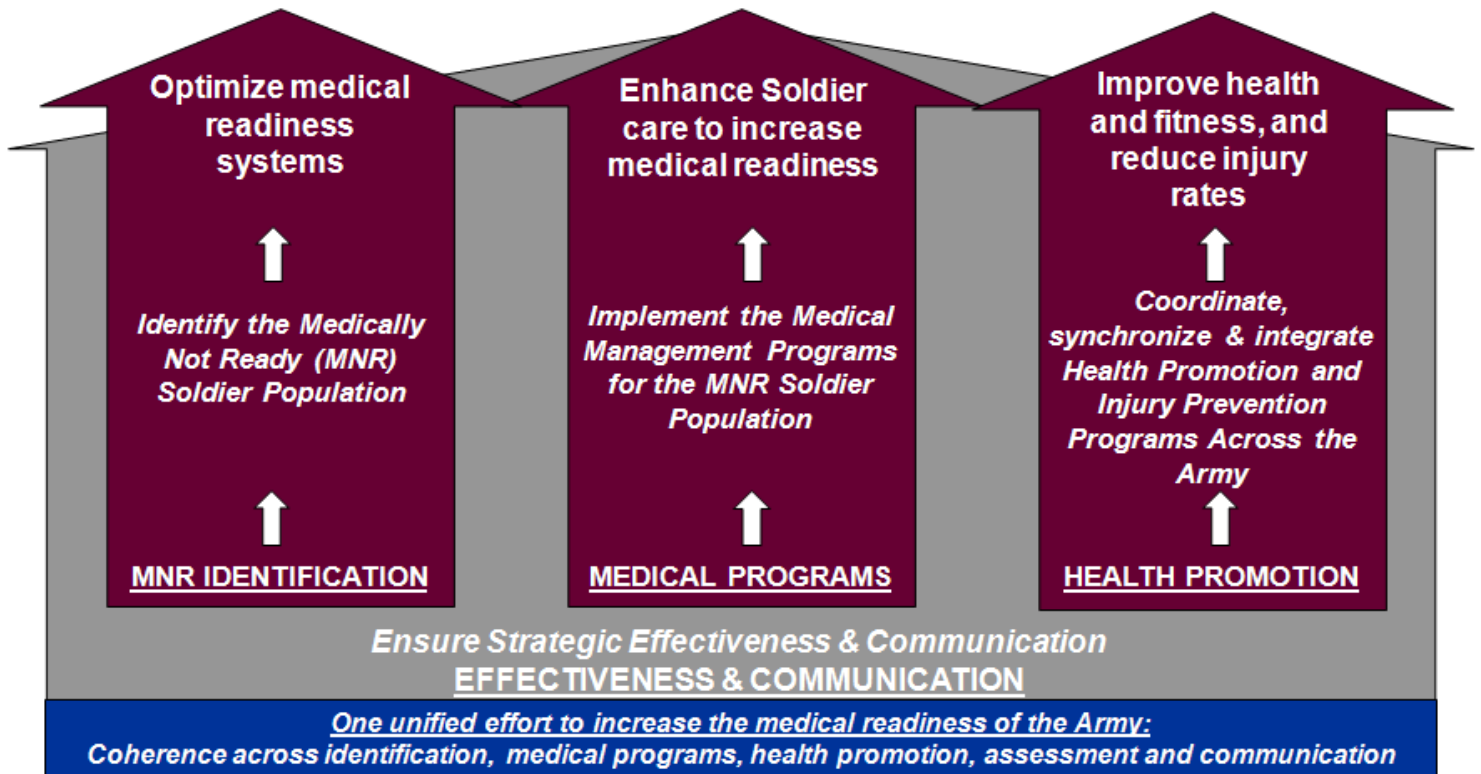 Optimize medical
readiness
systems
Identify the Medically
Not Ready (MNR)
Soldier Population
MNR IDENTIFICATION
Enhance Soldier
care to increase
medical readiness
Implement the Medical
Management Programs
for the MNR Soldier
Population
MEDICAL PROGRAMS
Improve health
and fitness, and
reduce injury
rates
Coordinate,
synchronize & integrate
Health Promotion and
Injury Prevention
Programs Across the
Army
HEALTH PROMOTION
Ensure Strategic Effectiveness & Communication
EFFECTIVENESS & COMMUNICATION
One unified effort to increase the medical readiness of the Army:
Coherence across identification, medical programs, health promotion, assessment and communication